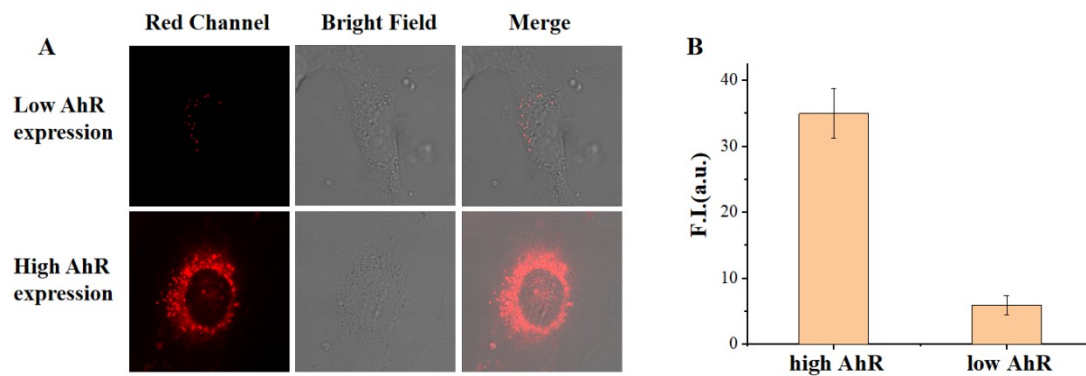 A
Red Channel Bright Field Merge
Low AhR
expression
High AhR
expression
B
F.I.(a.u.)
40
30
20
10
0
high AhR low AhR